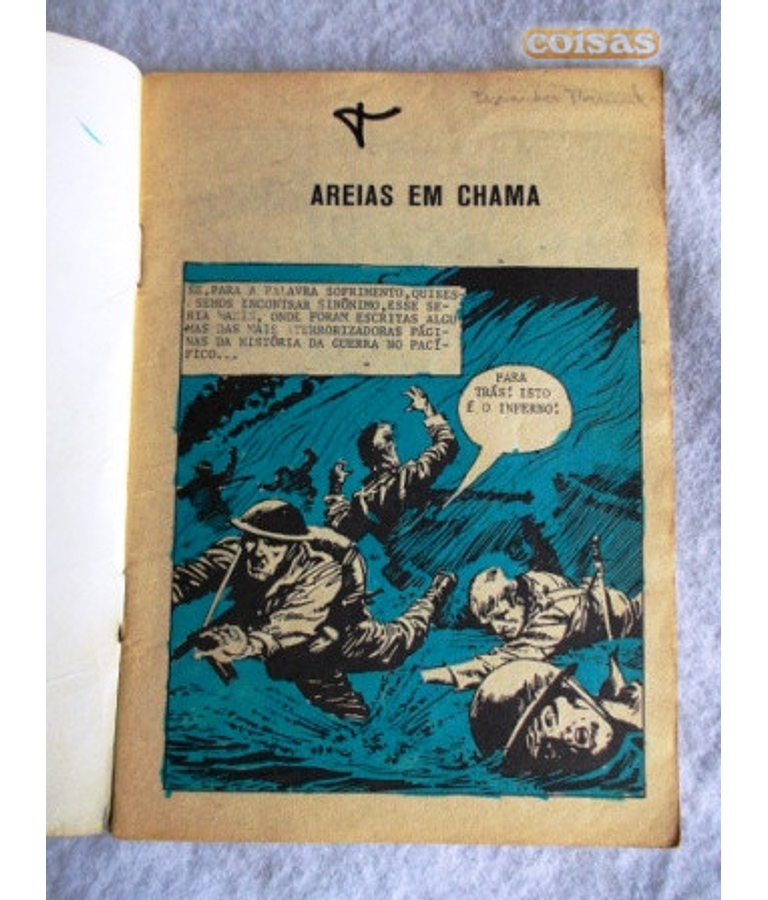 coisas
AREIAS EM CHAMA
SE,PARA A PALAVRA SOFRIMENTO,QUISES-
SEMOS ENCONTRAR SINÔNIMO,ESSE SE-
RIA, ONDE FORAM ESCRITAS ALGU
MAS DAS MAIS ATERRORIZADORAS PÁGI-
NAS DA HISTÓRIA DA GUERRA NO PACÍ-
FICO...
PARA
TRÁS! ISTO
É O INFERNO!